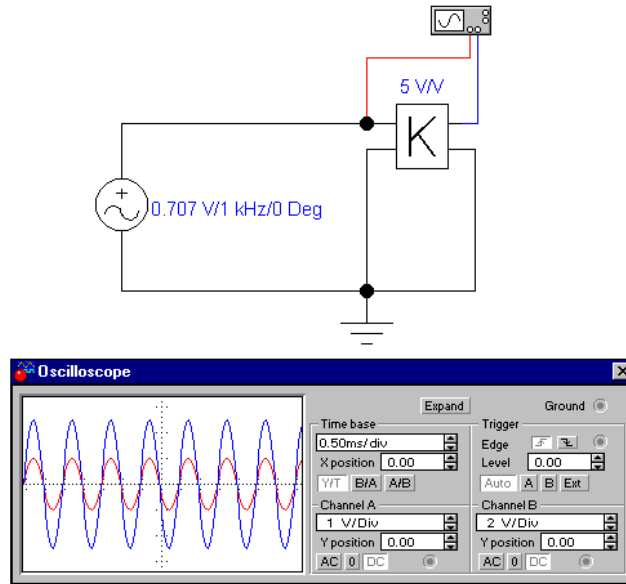 5 V/V
K
0.707 V/1 kHz/0 Deg
Oscilloscope
Expand
Ground
Time base
Trigger
0.50ms/div
Edge
X position 0.00
Level 0.00
Y/T B/A A/B
Auto A B Ext
Channel A
Channel B
1 V/Div
2 V/Div
Y position 0.00
Y position 0.00
AC 0 DC
AC 0 DC